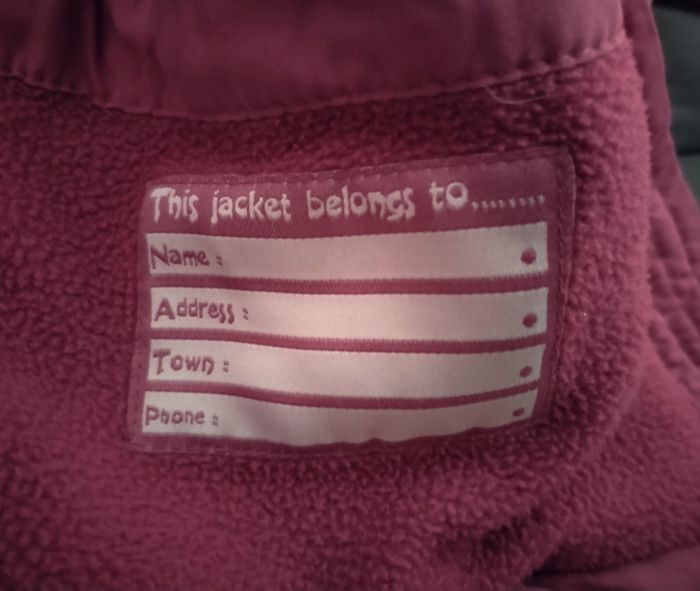 This jacket belongs to........
Name :
Address :
Town :
Phone :